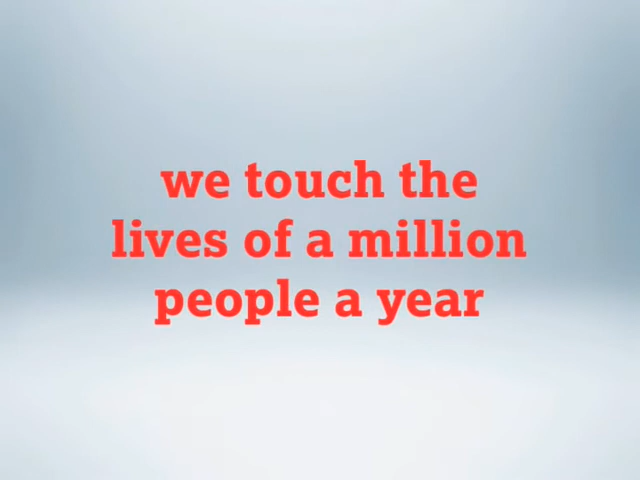 we touch the
lives of a million
people a year